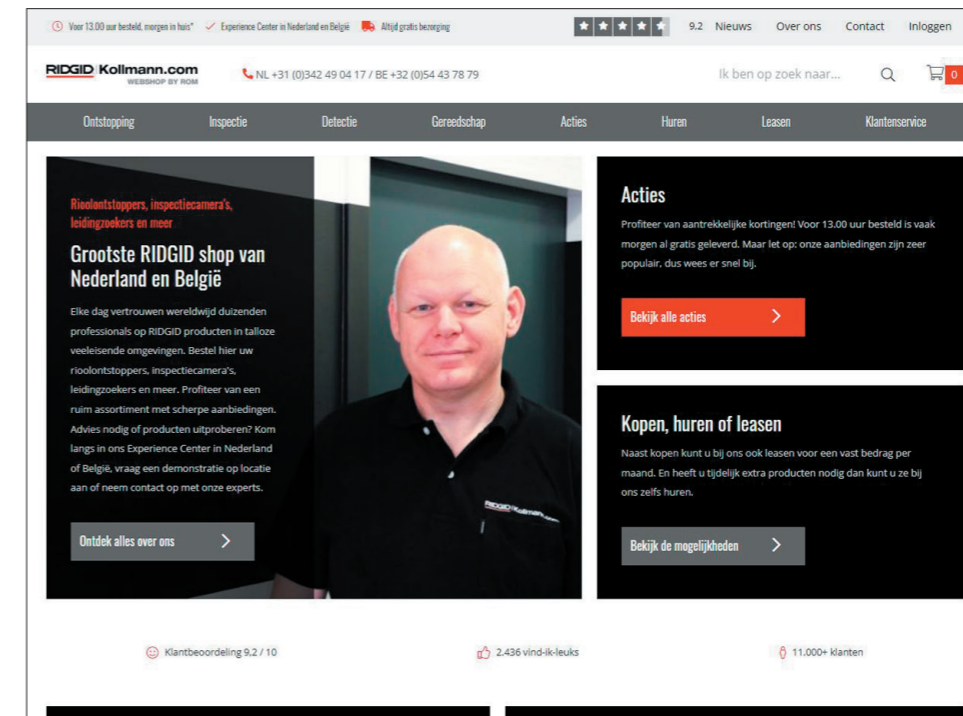 Voor 13.00 uur besteld, morgen in huis*
Experience Center in Nederland en België
Altijd gratis bezorging
9.2
Nieuws
Over ons
Contact
Inloggen
RIDGID Kollmann.com
WEBSHOP BY ROM
NL +31 (0)342 49 04 17 / BE +32 (0)54 43 78 79
Ik ben op zoek naar...
0
Ontstopping
Inspectie
Detectie
Gereedschap
Acties
Huren
Leasen
Klantenservice
Rioolontstoppers, inspectiecamera's,
leidingzoekers en meer
Grootste RIDGID shop van
Nederland en België
Elke dag vertrouwen wereldwijd duizenden
professionals op RIDGID producten in talloze
veeleisende omgevingen. Bestel hier uw
rioolontstoppers, inspectiecamera's,
leidingzoekers en meer. Profiteer van een
ruim assortiment met scherpe aanbiedingen.
Advies nodig of producten uitproberen? Kom
langs in ons Experience Center in Nederland
of België, vraag een demonstratie op locatie
aan of neem contact op met onze experts.
Ontdek alles over ons
RIDGID Kollmann.com
Acties
Profiteer van aantrekkelijke kortingen! Voor 13.00 uur besteld is vaak
morgen al gratis geleverd. Maar let op: onze aanbiedingen zijn zeer
populair, dus wees er snel bij.
Bekijk alle acties
Kopen, huren of leasen
Naast kopen kunt u bij ons ook leasen voor een vast bedrag per
maand. En heeft u tijdelijk extra producten nodig dan kunt u ze bij
ons zelfs huren.
Bekijk de mogelijkheden
Klantbeoordeling 9.2 / 10
2.436 vind-ik-leuks
11.000+ klanten